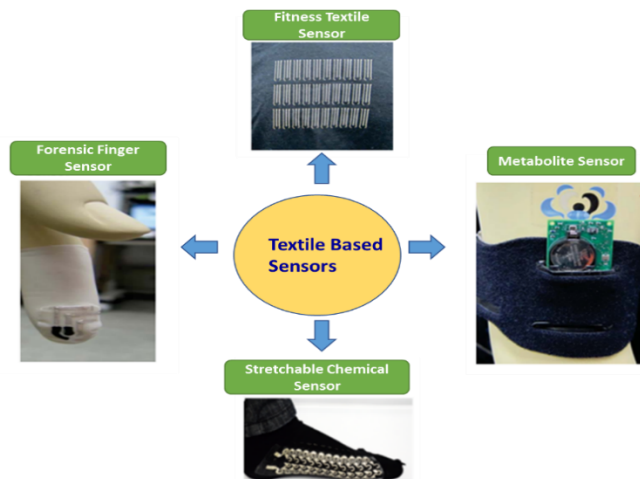 Fitness Textile
Sensor
Forensic Finger
Sensor
Metabolite Sensor
Textile Based
Sensors
Stretchable Chemical
Sensor